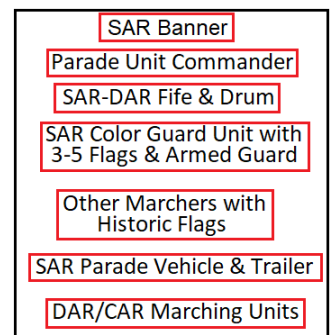 SAR Banner
Parade Unit Commander
SAR-DAR Fife & Drum
SAR Color Guard Unit with
3-5 Flags & Armed Guard
Other Marchers with
Historic Flags
SAR Parade Vehicle & Trailer
DAR/CAR Marching Units